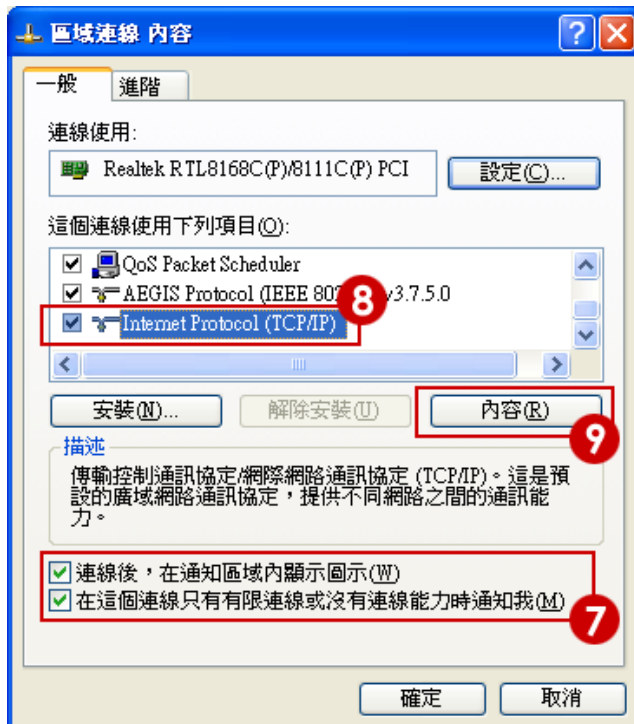 區域連線 內容
一般 進階
連線使用:
Realtek RTL8168C(P)/8111C(P) PCI 設定(C)...
這個連線使用下列項目(O):
QoS Packet Scheduler
AEGIS Protocol (IEEE 802 v3.7.5.0
8
Internet Protocol (TCP/IP)
安裝(N)... 解除安裝(U) 內容(R)
9
描述
傳輸控制通訊協定/網際網路通訊協定 (TCP/IP)。這是預
設的廣域網路通訊協定,提供不同網路之間的通訊能
力。
連線後,在通知區域內顯示圖示(W)
在這個連線只有有限連線或沒有連線能力時通知我(M)
7
確定 取消